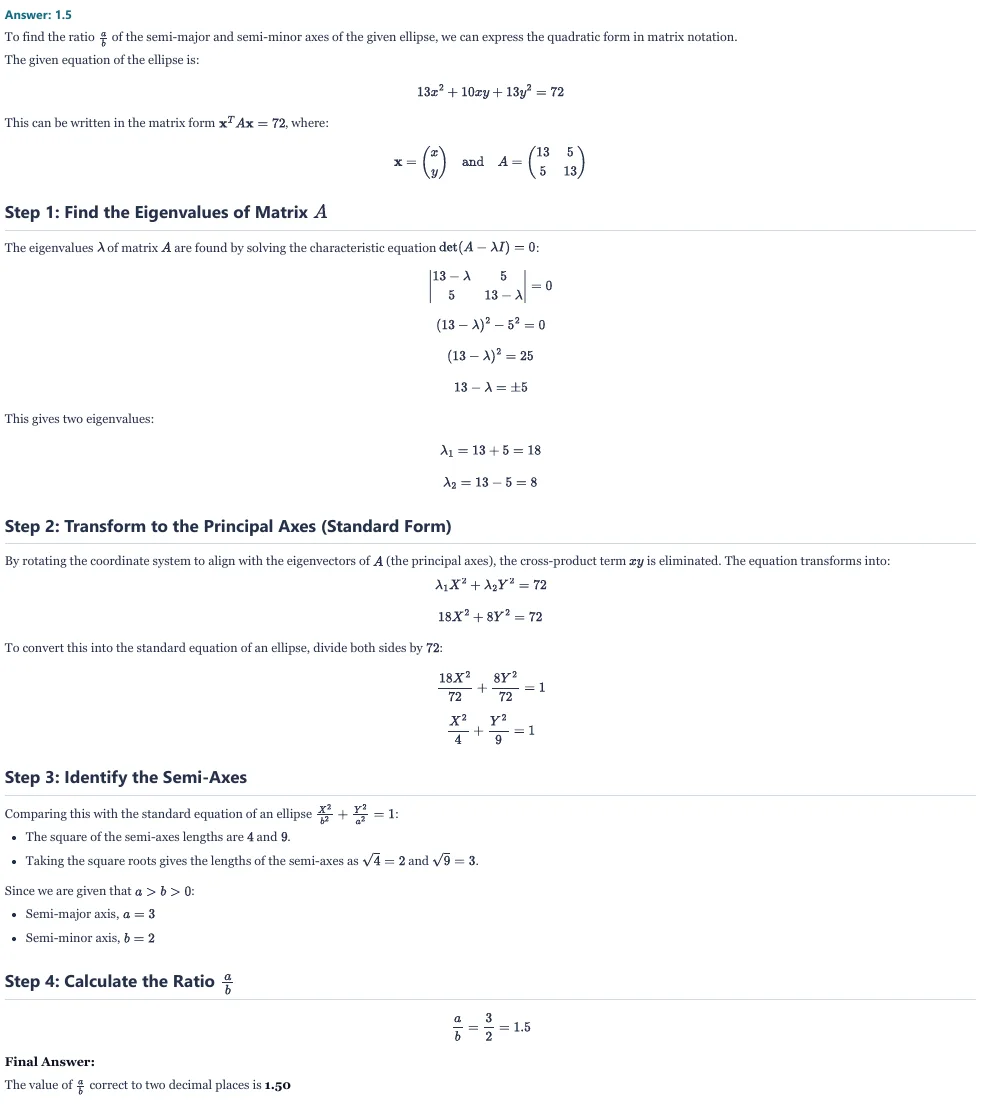 Answer: 1.5
To find the ratio a/b of the semi-major and semi-minor axes of the given ellipse, we can express the quadratic form in matrix notation.
The given equation of the ellipse is:
13x² + 10xy + 13y² = 72
This can be written in the matrix form xᵀAx = 72, where:
x = (x y) and A = (13 5 5 13)
Step 1: Find the Eigenvalues of Matrix A
The eigenvalues λ of matrix A are found by solving the characteristic equation det(A − λI) = 0:
|13 − λ 5 5 13 − λ| = 0
(13 − λ)² − 5² = 0
(13 − λ)² = 25
13 − λ = ±5
This gives two eigenvalues:
λ₁ = 13 + 5 = 18
λ₂ = 13 − 5 = 8
Step 2: Transform to the Principal Axes (Standard Form)
By rotating the coordinate system to align with the eigenvectors of A (the principal axes), the cross-product term xy is eliminated. The equation transforms into:
λ₁X² + λ₂Y² = 72
18X² + 8Y² = 72
To convert this into the standard equation of an ellipse, divide both sides by 72:
18X²/72 + 8Y²/72 = 1
X²/4 + Y²/9 = 1
Step 3: Identify the Semi-Axes
Comparing this with the standard equation of an ellipse X²/b² + Y²/a² = 1:
• The square of the semi-axes lengths are 4 and 9.
• Taking the square roots gives the lengths of the semi-axes as √4 = 2 and √9 = 3.
Since we are given that a > b > 0:
• Semi-major axis, a = 3
• Semi-minor axis, b = 2
Step 4: Calculate the Ratio a/b
a/b = 3/2 = 1.5
Final Answer:
The value of a/b correct to two decimal places is 1.50